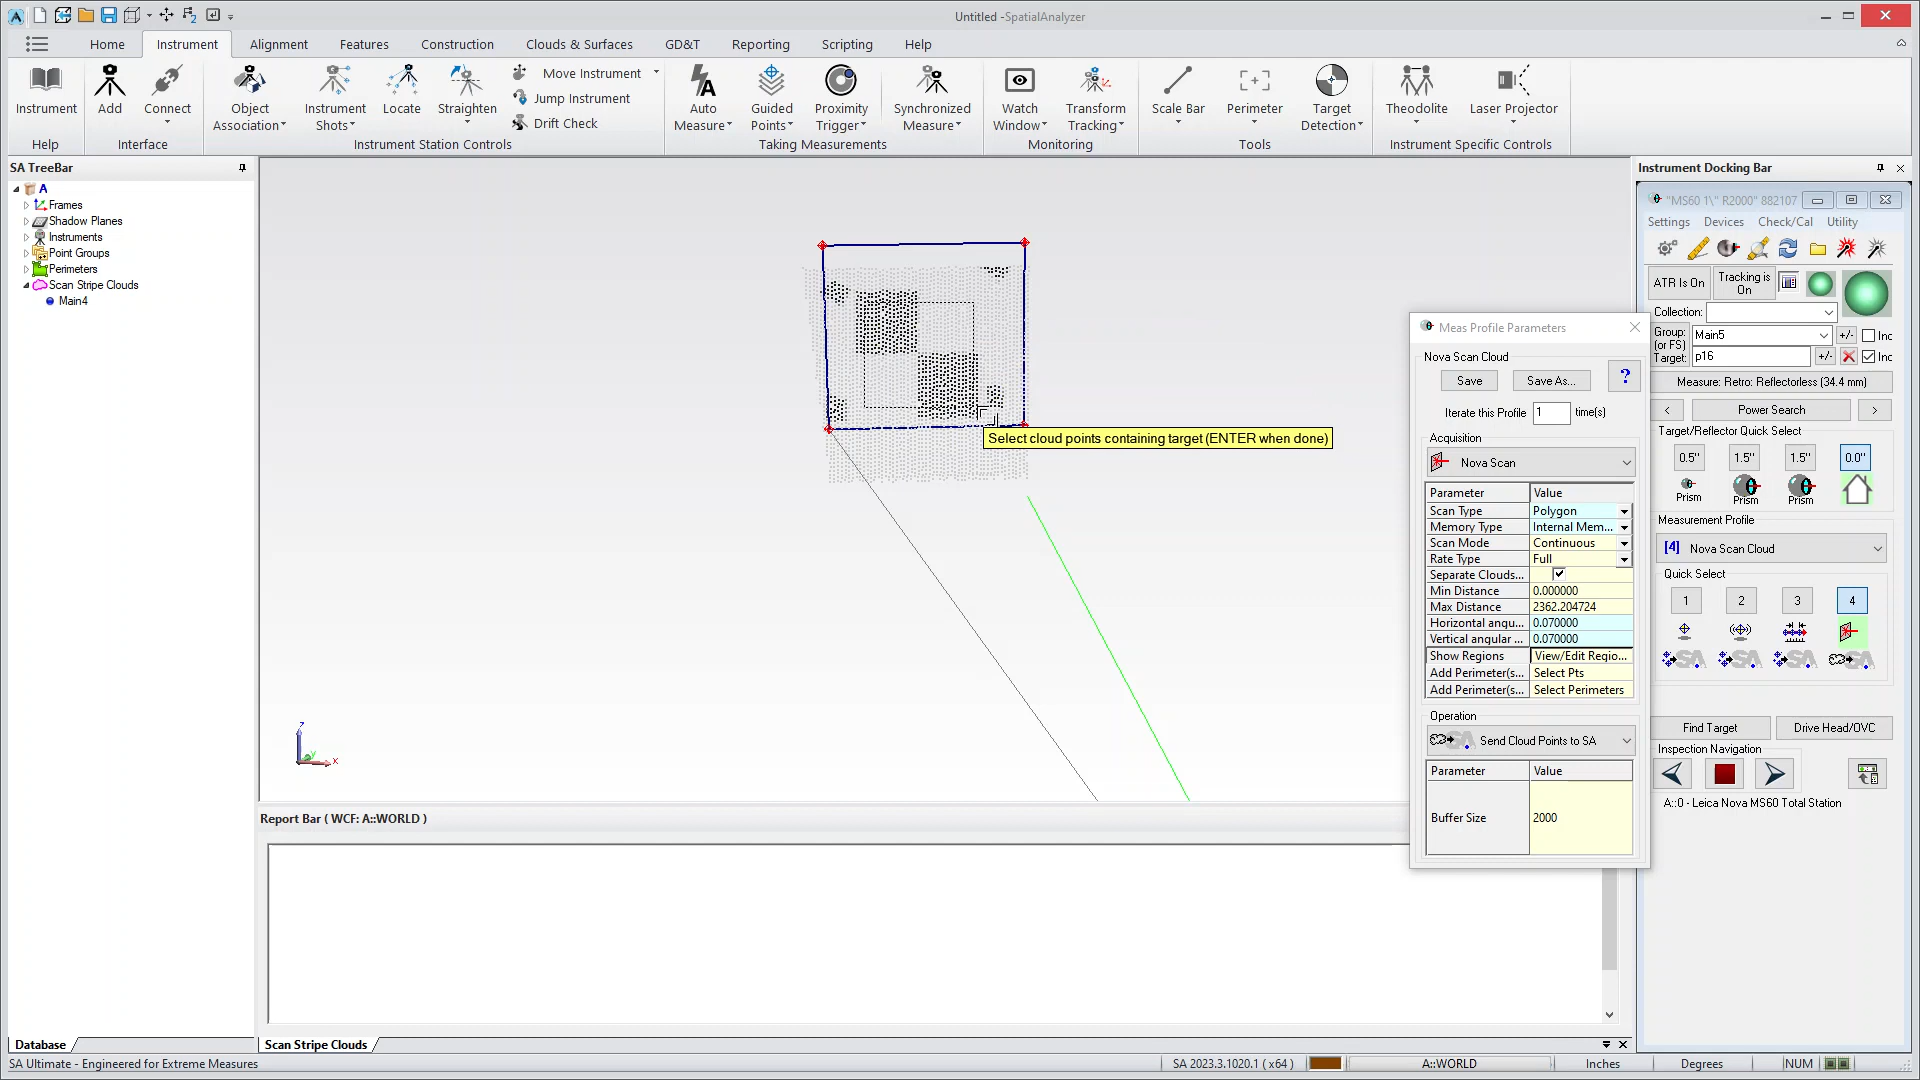 Untitled -SpatialAnalyzer
Home
Instrument
Alignment
Features
Construction
Clouds & Surfaces
GD&T
Reporting
Scripting
Help
Instrument
Add
Connect
Object Association
Instrument Shots
Locate
Straighten
Move Instrument
Jump Instrument
Drift Check
Auto Measure
Guided Points
Proximity Trigger
Synchronized Measure
Watch Window
Transform Tracking
Scale Bar
Perimeter
Target Detection
Theodolite
Laser Projector
Help
Interface
Instrument Station Controls
Taking Measurements
Monitoring
Tools
Instrument Specific Controls
SA TreeBar
A
Frames
Shadow Planes
Instruments
Point Groups
Perimeters
Scan Stripe Clouds
Main4
Database
Select cloud points containing target (ENTER when done)
Z
Y
X
Report Bar ( WCF: A::WORLD )
Scan Stripe Clouds
Meas Profile Parameters
Nova Scan Cloud
Save
Save As...
?
Iterate this Profile 1 time(s)
Acquisition
Nova Scan
Parameter Value
Scan Type Polygon
Memory Type Internal Mem...
Scan Mode Continuous
Rate Type Full
Separate Clouds...
Min Distance 0.000000
Max Distance 2362.204724
Horizontal angu... 0.070000
Vertical angular ... 0.070000
Show Regions View/Edit Regio...
Add Perimeter(s... Select Pts
Add Perimeter(s... Select Perimeters
Operation
Send Cloud Points to SA
Parameter Value
Buffer Size 2000
Instrument Docking Bar
"MS60 1\" R2000" 882107
Settings Devices Check/Cal Utility
ATR Is On
Tracking is On
Collection:
Group: (or FS) Main5 +/- Inc
Target: p16 +/- Inc
Measure: Retro: Reflectorless (34.4 mm)
< Power Search >
Target/Reflector Quick Select
0.5" 1.5" 1.5" 0.0"
Prism Prism Prism
Measurement Profile
[4] Nova Scan Cloud
Quick Select
1 2 3 4
Find Target
Drive Head/OVC
Inspection Navigation
A::0 - Leica Nova MS60 Total Station
SA Ultimate - Engineered for Extreme Measures
SA 2023.3.1020.1 ( x64 )
A::WORLD
Inches
Degrees
NUM